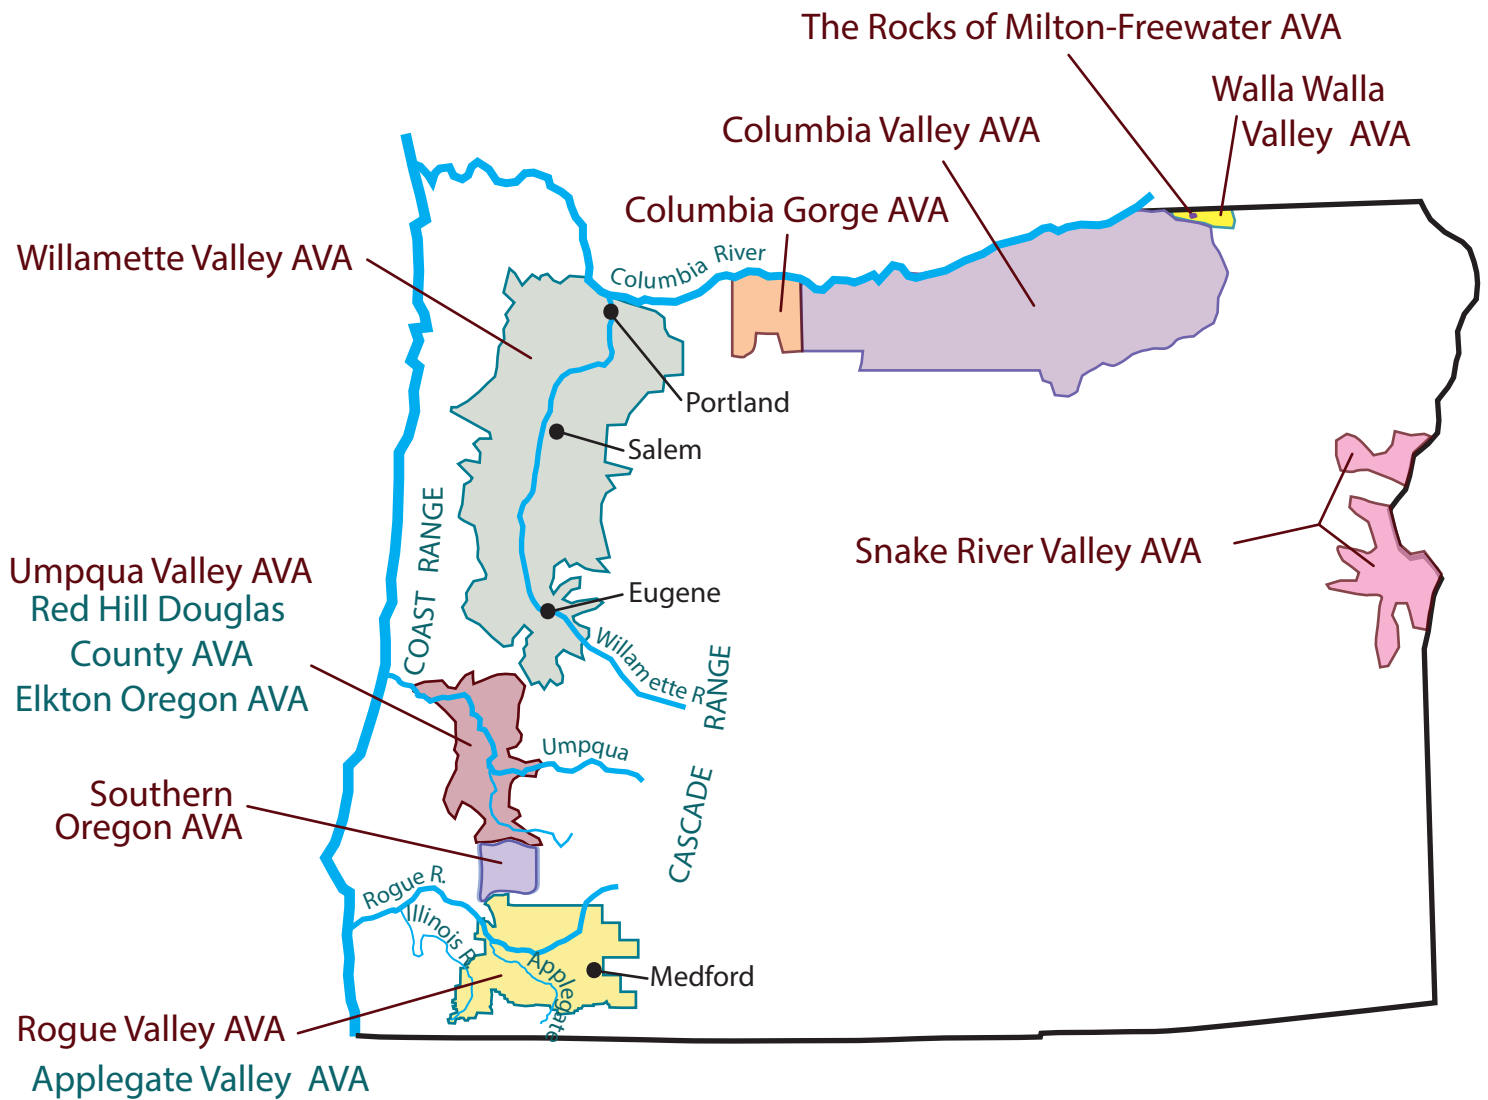 The Rocks of Milton-Freewater AVA
Walla Walla
Valley AVA
Columbia Valley AVA
Columbia Gorge AVA
Willamette Valley AVA
Columbia River
Portland
Salem
COAST RANGE
Snake River Valley AVA
Umpqua Valley AVA
Red Hill Douglas
County AVA
Elkton Oregon AVA
Eugene
Willamette R.
CASCADE RANGE
Umpqua
Southern
Oregon AVA
Rogue R.
Illinois R.
Applegate
Medford
Rogue Valley AVA
Applegate Valley AVA